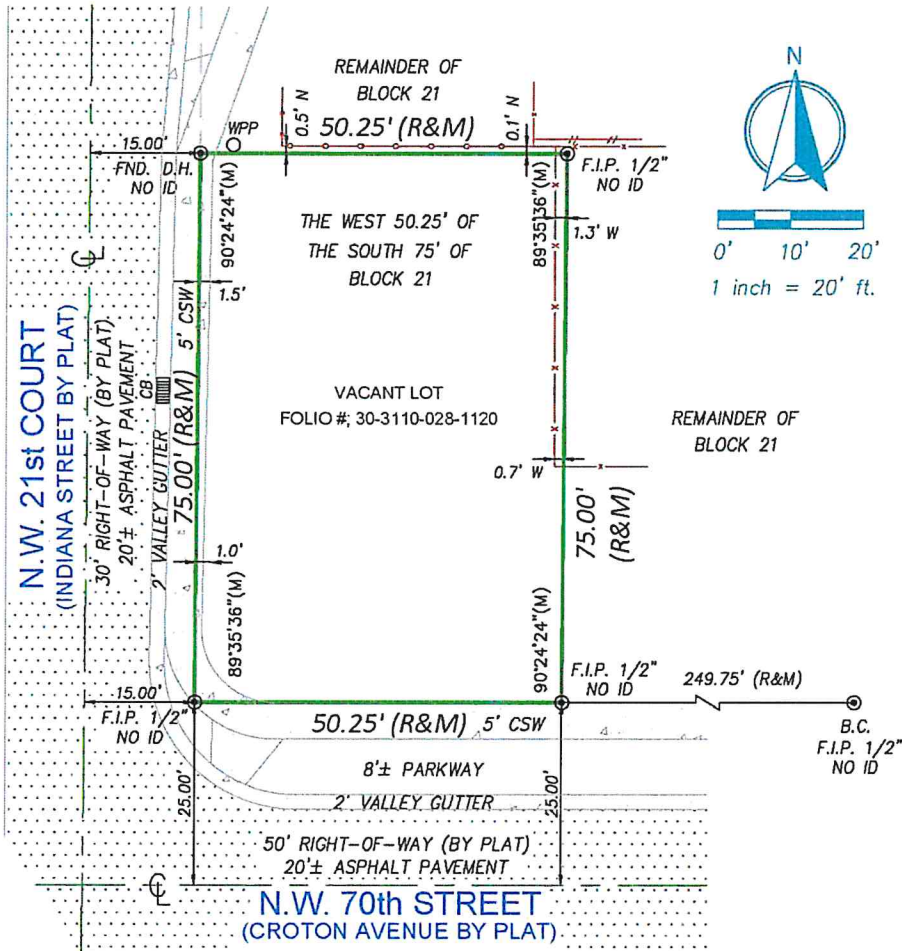 REMAINDER OF
BLOCK 21
N
0.5' N
50.25' (R&M)
0.1' N
WPP
15.00'
FND. D.H.
NO ID
F.I.P. 1/2"
NO ID
90°24'24"(M)
89°35'36"(M)
THE WEST 50.25' OF
THE SOUTH 75' OF
BLOCK 21
1.3' W
0' 10' 20'
1 inch = 20' ft.
1.5'
5' CSW
CL
N.W. 21st COURT
(INDIANA STREET BY PLAT)
30' RIGHT-OF-WAY (BY PLAT)
20'± ASPHALT PAVEMENT
CB
2' VALLEY GUTTER
75.00' (R&M)
VACANT LOT
FOLIO #; 30-3110-028-1120
REMAINDER OF
BLOCK 21
0.7' W
75.00'
(R&M)
1.0'
89°35'36"(M)
90°24'24"(M)
15.00'
F.I.P. 1/2"
NO ID
F.I.P. 1/2"
NO ID
249.75' (R&M)
B.C.
F.I.P. 1/2"
NO ID
50.25' (R&M)
5' CSW
25.00'
25.00'
8'± PARKWAY
2' VALLEY GUTTER
50' RIGHT-OF-WAY (BY PLAT)
20'± ASPHALT PAVEMENT
CL
N.W. 70th STREET
(CROTON AVENUE BY PLAT)